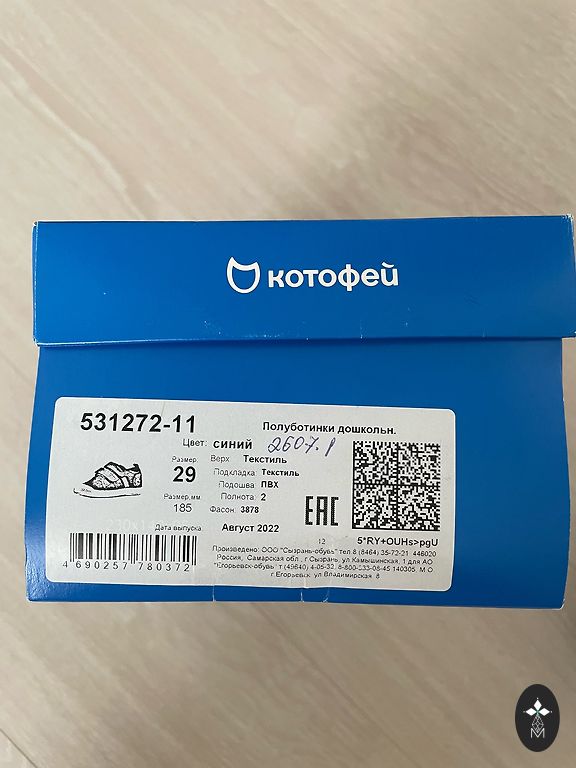 котофей
531272-11
Полуботинки дошкольн.
Цвет: синий 2607.₽
Размер. Верх Текстиль
29 Подкладка Текстиль
Подошва ПВХ
Размер,мм. Полнота. 2
185 Фасон. 3878
EAC
Дата выпуска. Август 2022
12 5*RY+OUHs>pgU
Произведено: ООО "Сызрань-обувь" тел 8 (8464) 35-72-21 446020
Россия, Самарская обл., г Сызрань, ул Камышинская, 1 для АО
"Егорьевск-обувь" т (49640) 4-05-32, 8-800-333-08-45 140305, М О
г.Егорьевск, ул Владимирская 8
4 690257 780372
M